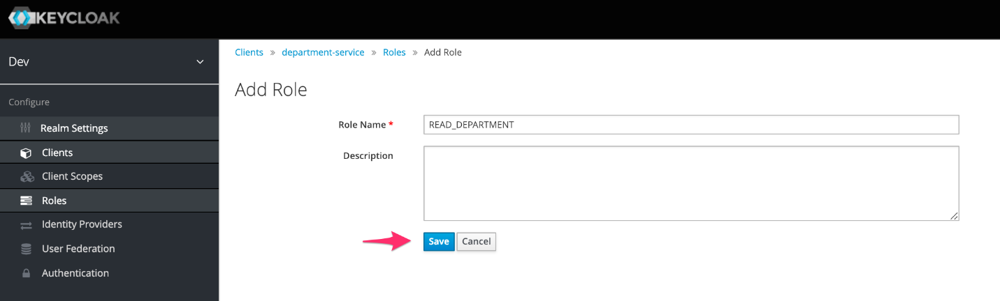 KEYCLOAK
Dev
Configure
Realm Settings
Clients
Client Scopes
Roles
Identity Providers
User Federation
Authentication
Clients » department-service » Roles » Add Role
Add Role
Role Name * READ_DEPARTMENT
Description
Save Cancel